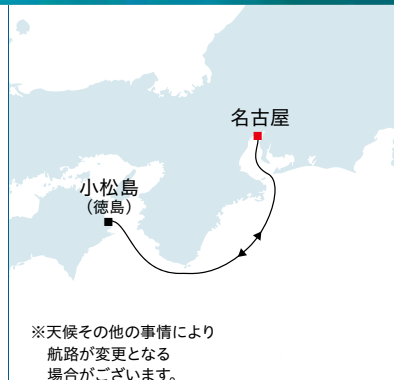 名古屋
小松島
（徳島）
※天候その他の事情により
航路が変更となる
場合がございます。